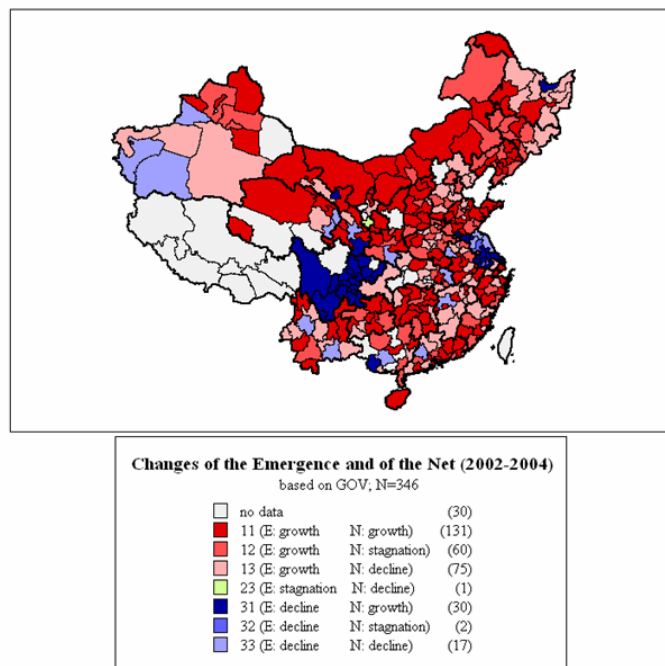 Changes of the Emergence and of the Net (2002-2004)
based on GOV; N=346
no data (30)
11 (E: growth N: growth) (131)
12 (E: growth N: stagnation) (60)
13 (E: growth N: decline) (75)
23 (E: stagnation N: decline) (1)
31 (E: decline N: growth) (30)
32 (E: decline N: stagnation) (2)
33 (E: decline N: decline) (17)